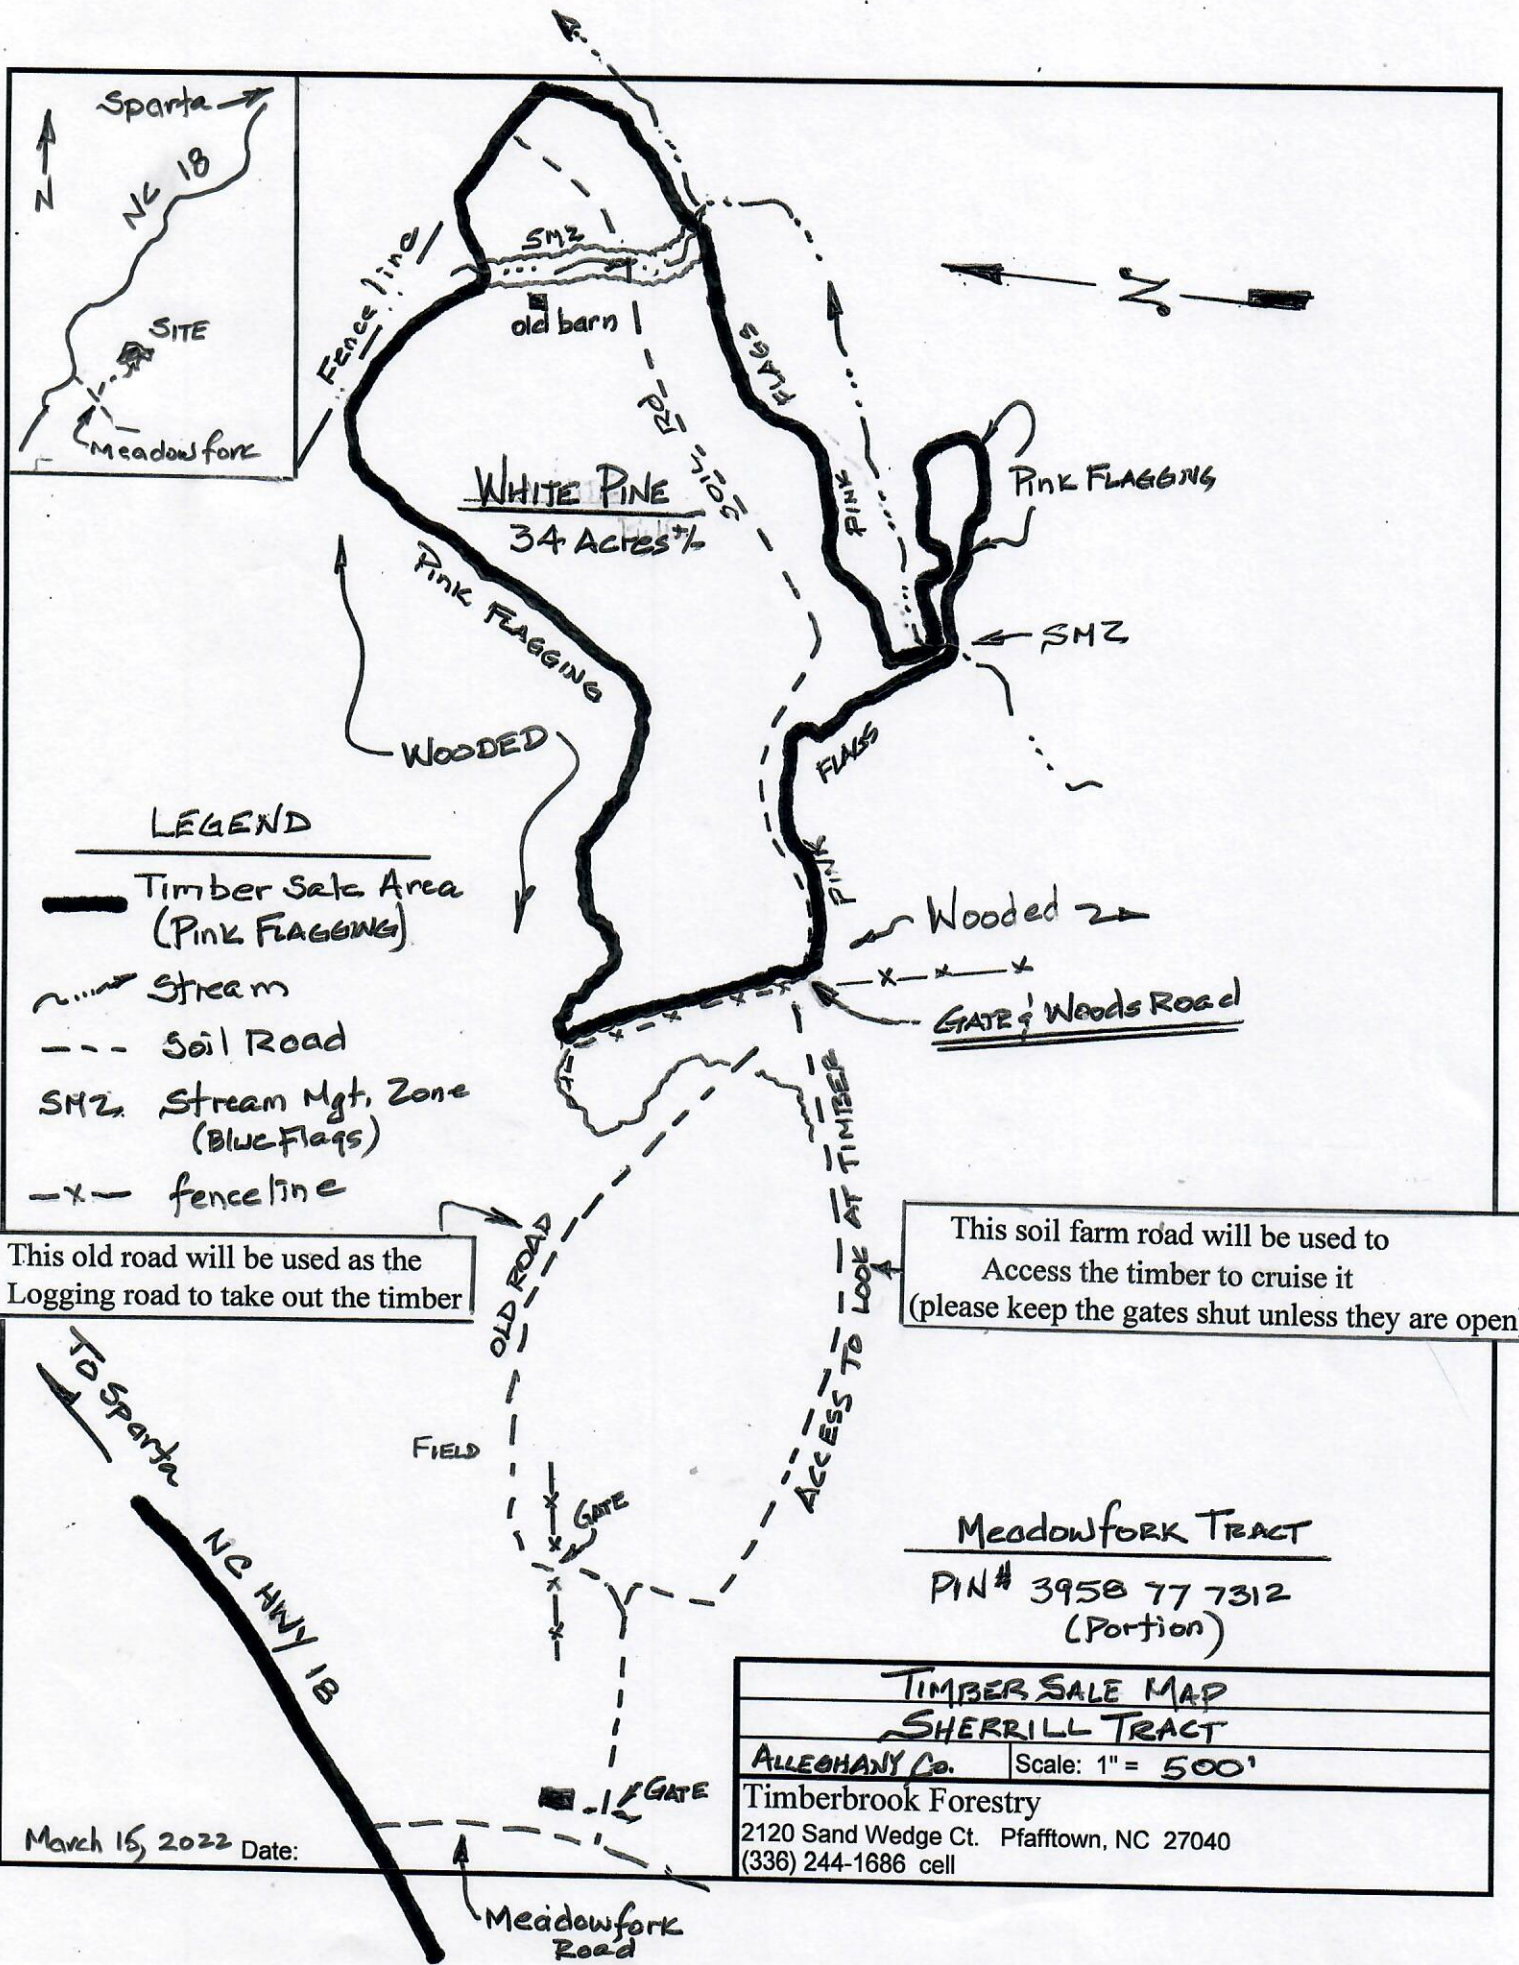 Sparta
N
NC 18
SITE
Meadowfork
Fence line
SMZ
old barn
Soil Rd
N
FLAGS
PINK
Pink FLAGGING
WHITE PINE
34 Acres +/-
Pink FLAGGING
SMZ
WOODED
FLAGS
PINK
LEGEND
Timber Sale Area
(Pink FLAGGING)
Stream
Soil Road
SMZ. Stream Mgt. Zone
(Blue Flags)
-x- fenceline
Wooded
GATE & Woods Road
This old road will be used as the
Logging road to take out the timber
OLD ROAD
ACCESS TO LOOK AT TIMBER
This soil farm road will be used to
Access the timber to cruise it
(please keep the gates shut unless they are open)
To Sparta
FIELD
GATE
NC HWY 18
MeadowfORK TRACT
PIN# 3958 77 7312
(Portion)
GATE
TIMBER SALE MAP
SHERRILL TRACT
ALLEGHANY Co.
Scale: 1" = 500'
Timberbrook Forestry
2120 Sand Wedge Ct. Pfafftown, NC 27040
(336) 244-1686 cell
March 15, 2022 Date:
Meadowfork
Road